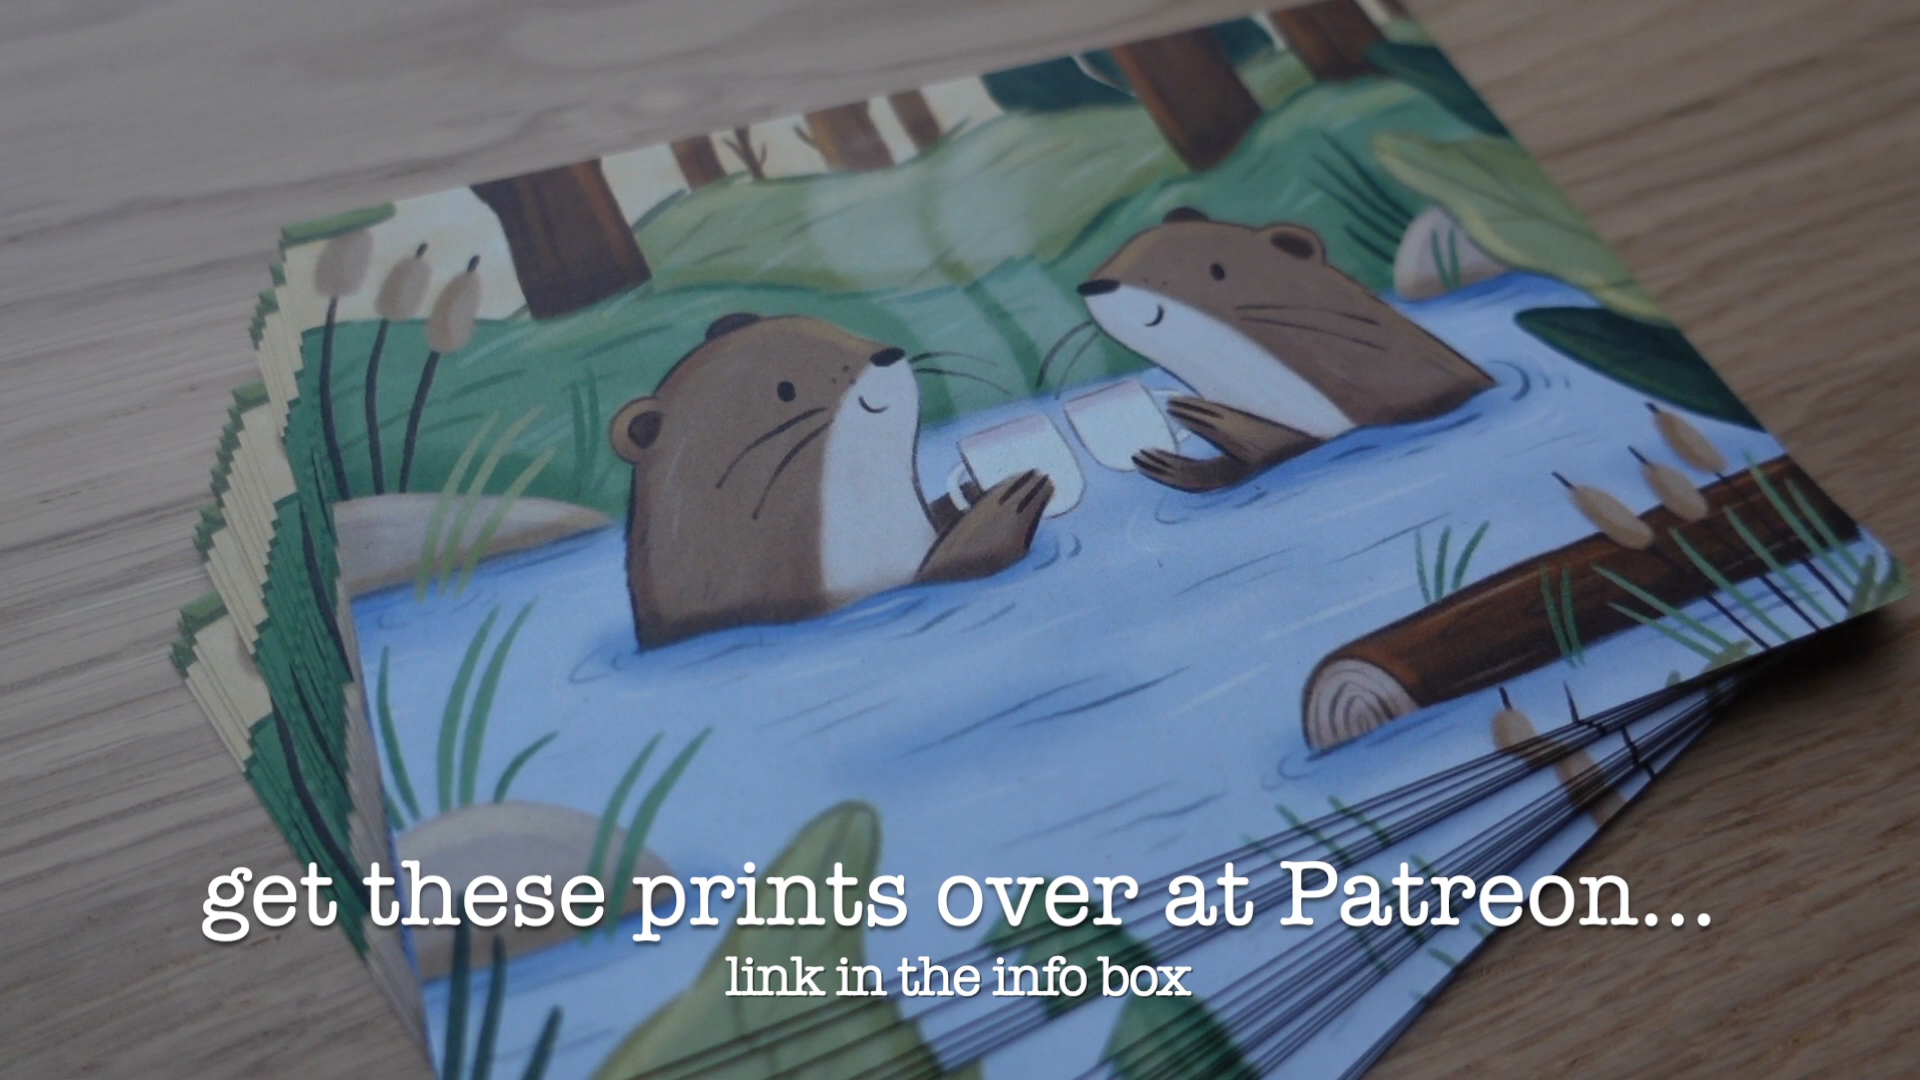 get these prints over at Patreon...
link in the info box